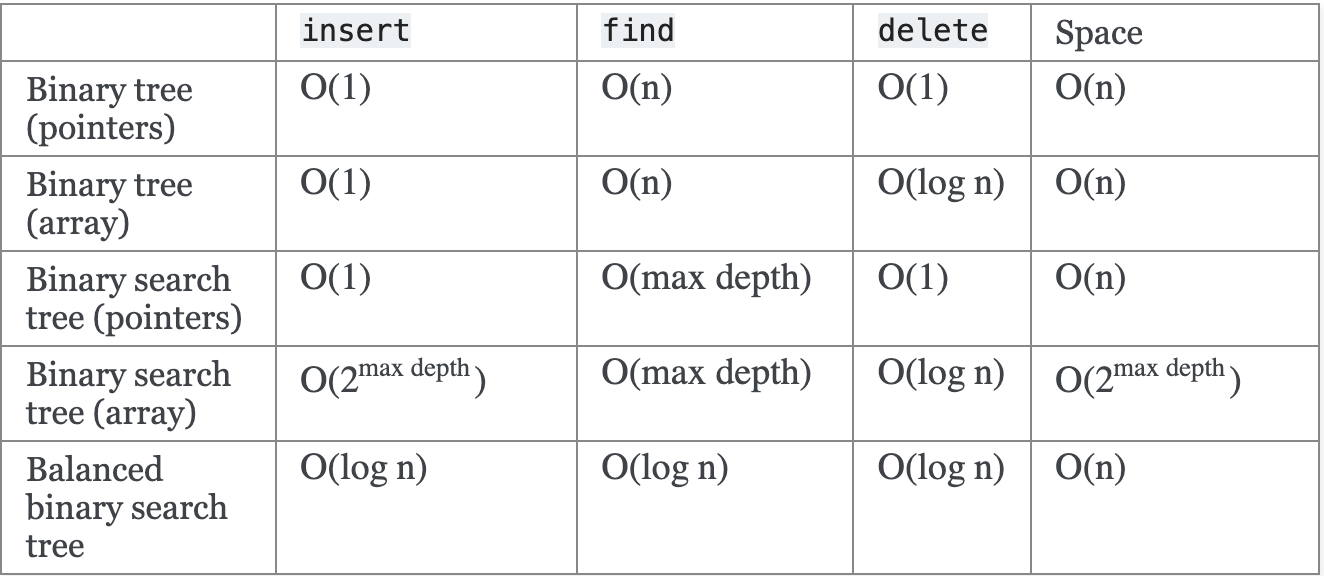 insert find delete Space
Binary tree O(1) O(n) O(1) O(n)
(pointers)
Binary tree O(1) O(n) O(log n) O(n)
(array)
Binary search O(1) O(max depth) O(1) O(n)
tree (pointers)
Binary search O(2^max depth) O(max depth) O(log n) O(2^max depth)
tree (array)
Balanced O(log n) O(log n) O(log n) O(n)
binary search
tree